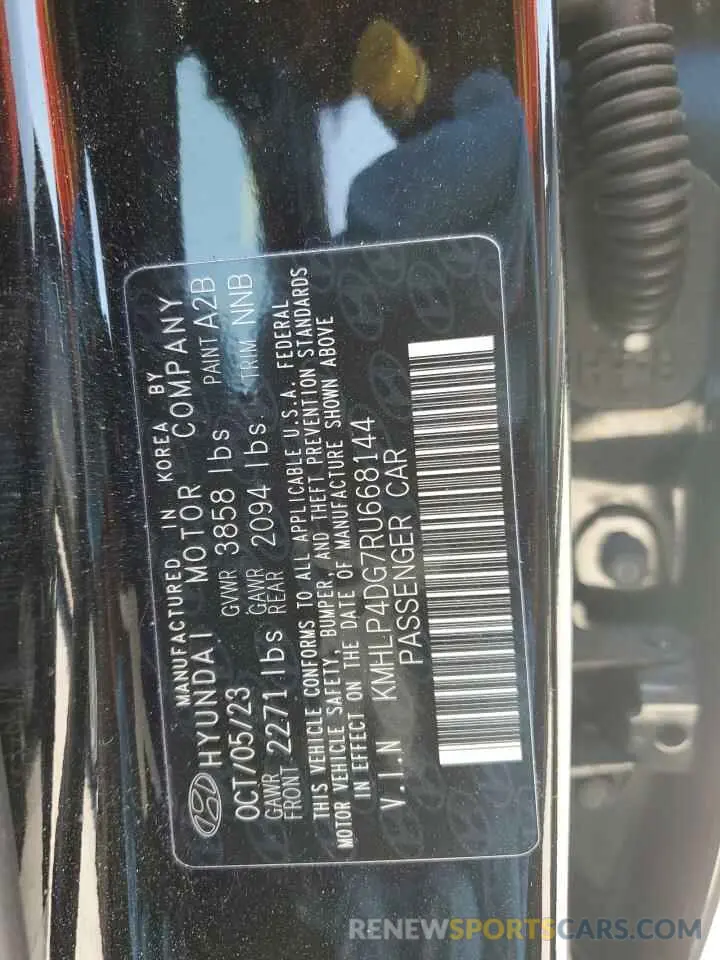 MANUFACTURED IN KOREA BY
HYUNDAI MOTOR COMPANY
OCT/05/23 GVWR 3858 lbs PAINT A2B
GAWR FRONT 2271 lbs GAWR REAR 2094 lbs TRIM NNB
THIS VEHICLE CONFORMS TO ALL APPLICABLE U.S.A. FEDERAL
MOTOR VEHICLE SAFETY, BUMPER, AND THEFT PREVENTION STANDARDS
IN EFFECT ON THE DATE OF MANUFACTURE SHOWN ABOVE
V.I.N KMHLP4DG7RU668144
PASSENGER CAR
RENEWSPORTSCARS.COM